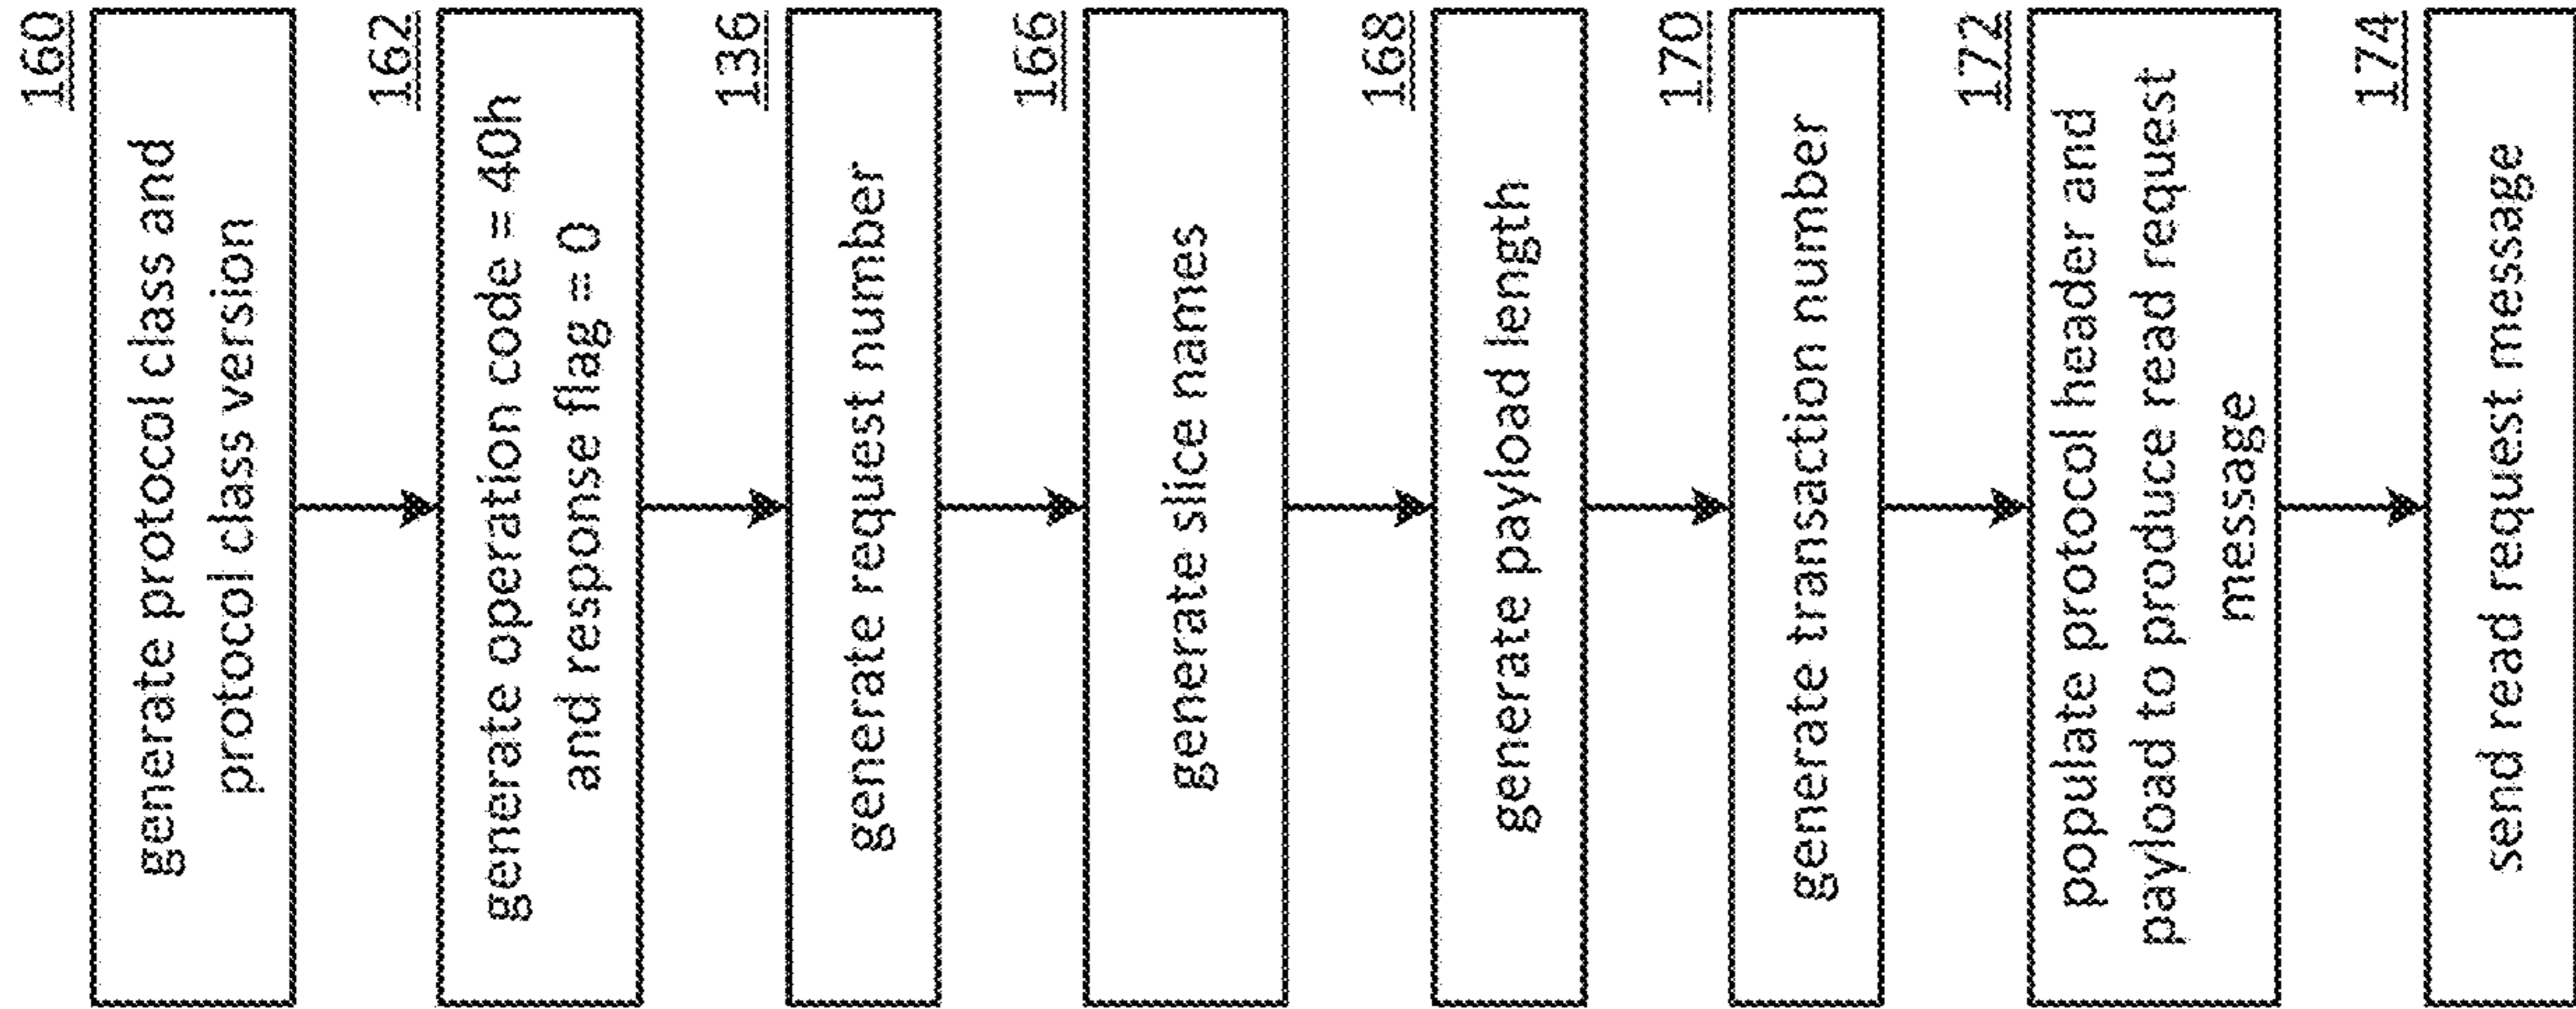 160
generate protocol class and
protocol class version
162
generate operation code = 40h
and response flag = 0
136
generate request number
166
generate slice names
168
generate payload length
170
generate transaction number
172
populate protocol header and
payload to produce read request
message
174
send read request message